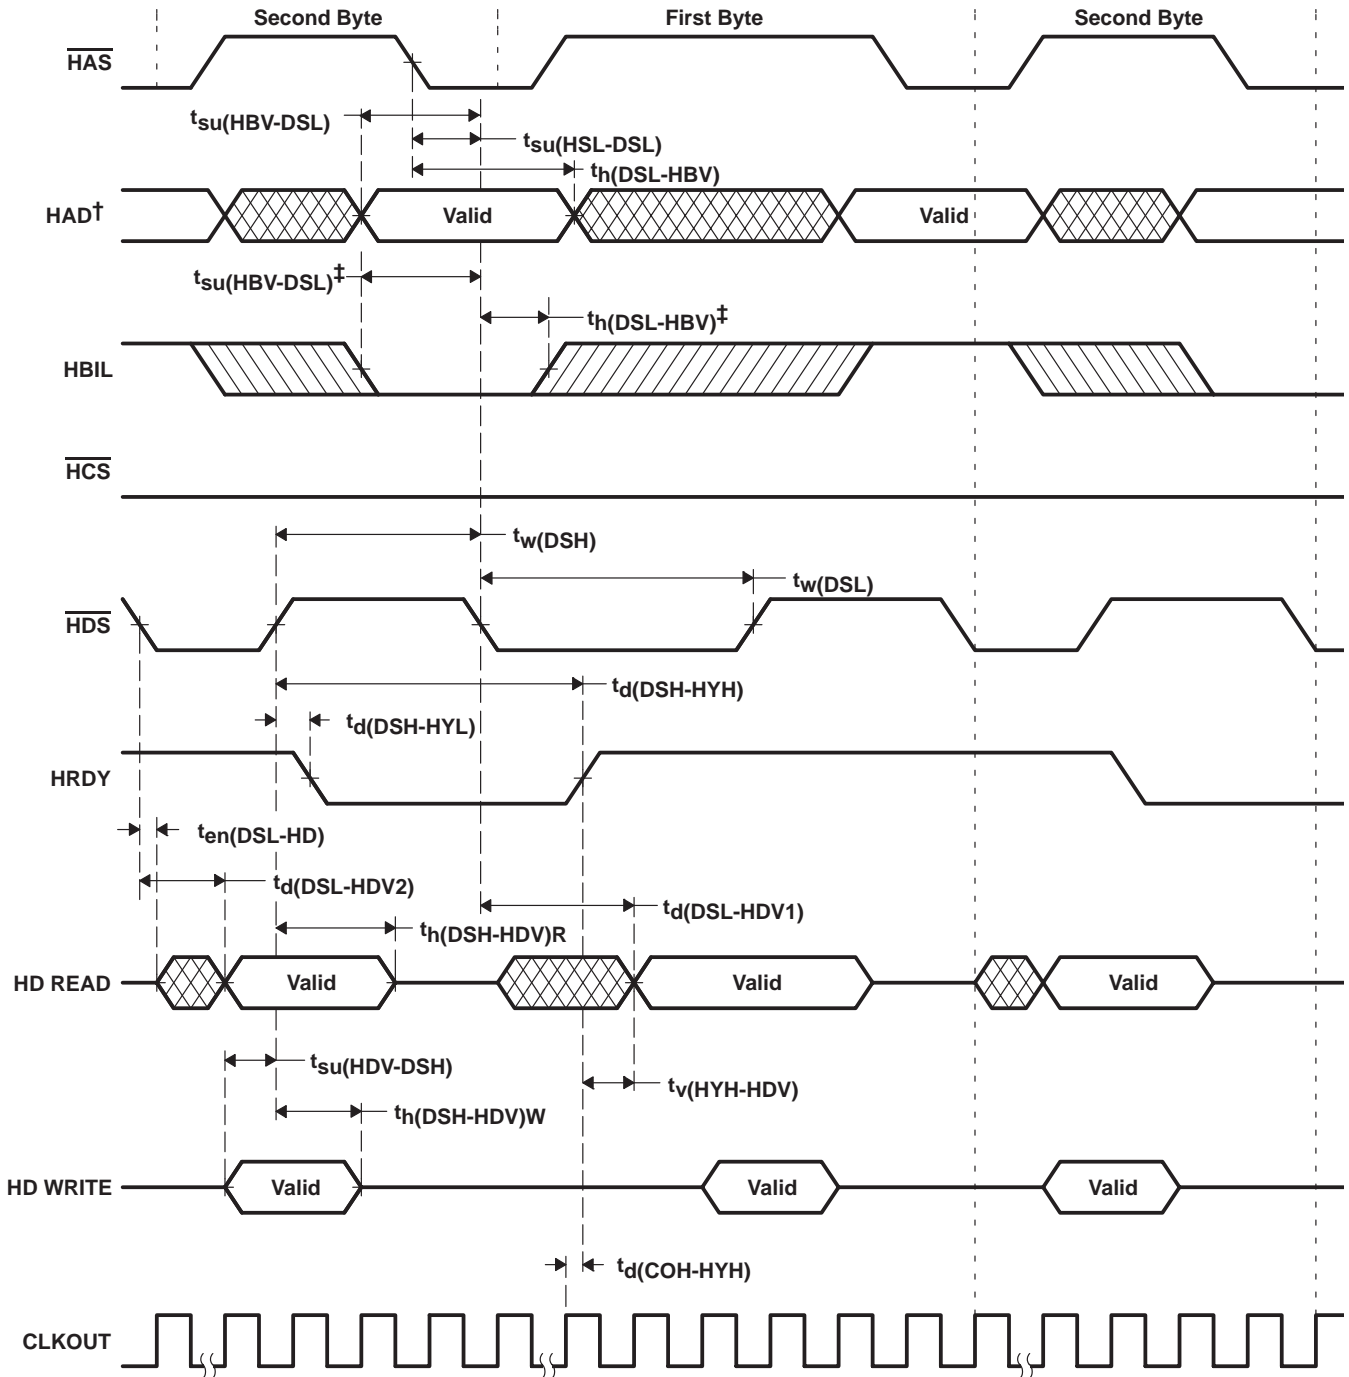 Second Byte First Byte Second Byte
HAS
tsu(HBV-DSL)
tsu(HSL-DSL)
th(DSL-HBV)
HAD† Valid Valid
tsu(HBV-DSL)‡
th(DSL-HBV)‡
HBIL
HCS
tw(DSH)
tw(DSL)
HDS
td(DSH-HYH)
td(DSH-HYL)
HRDY
ten(DSL-HD)
td(DSL-HDV2)
td(DSL-HDV1)
th(DSH-HDV)R
HD READ Valid Valid Valid
tsu(HDV-DSH)
tv(HYH-HDV)
th(DSH-HDV)W
HD WRITE Valid Valid Valid
td(COH-HYH)
CLKOUT